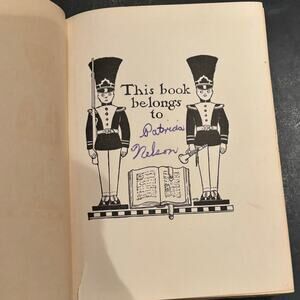 This book
belongs
to
Patricia
Nelson